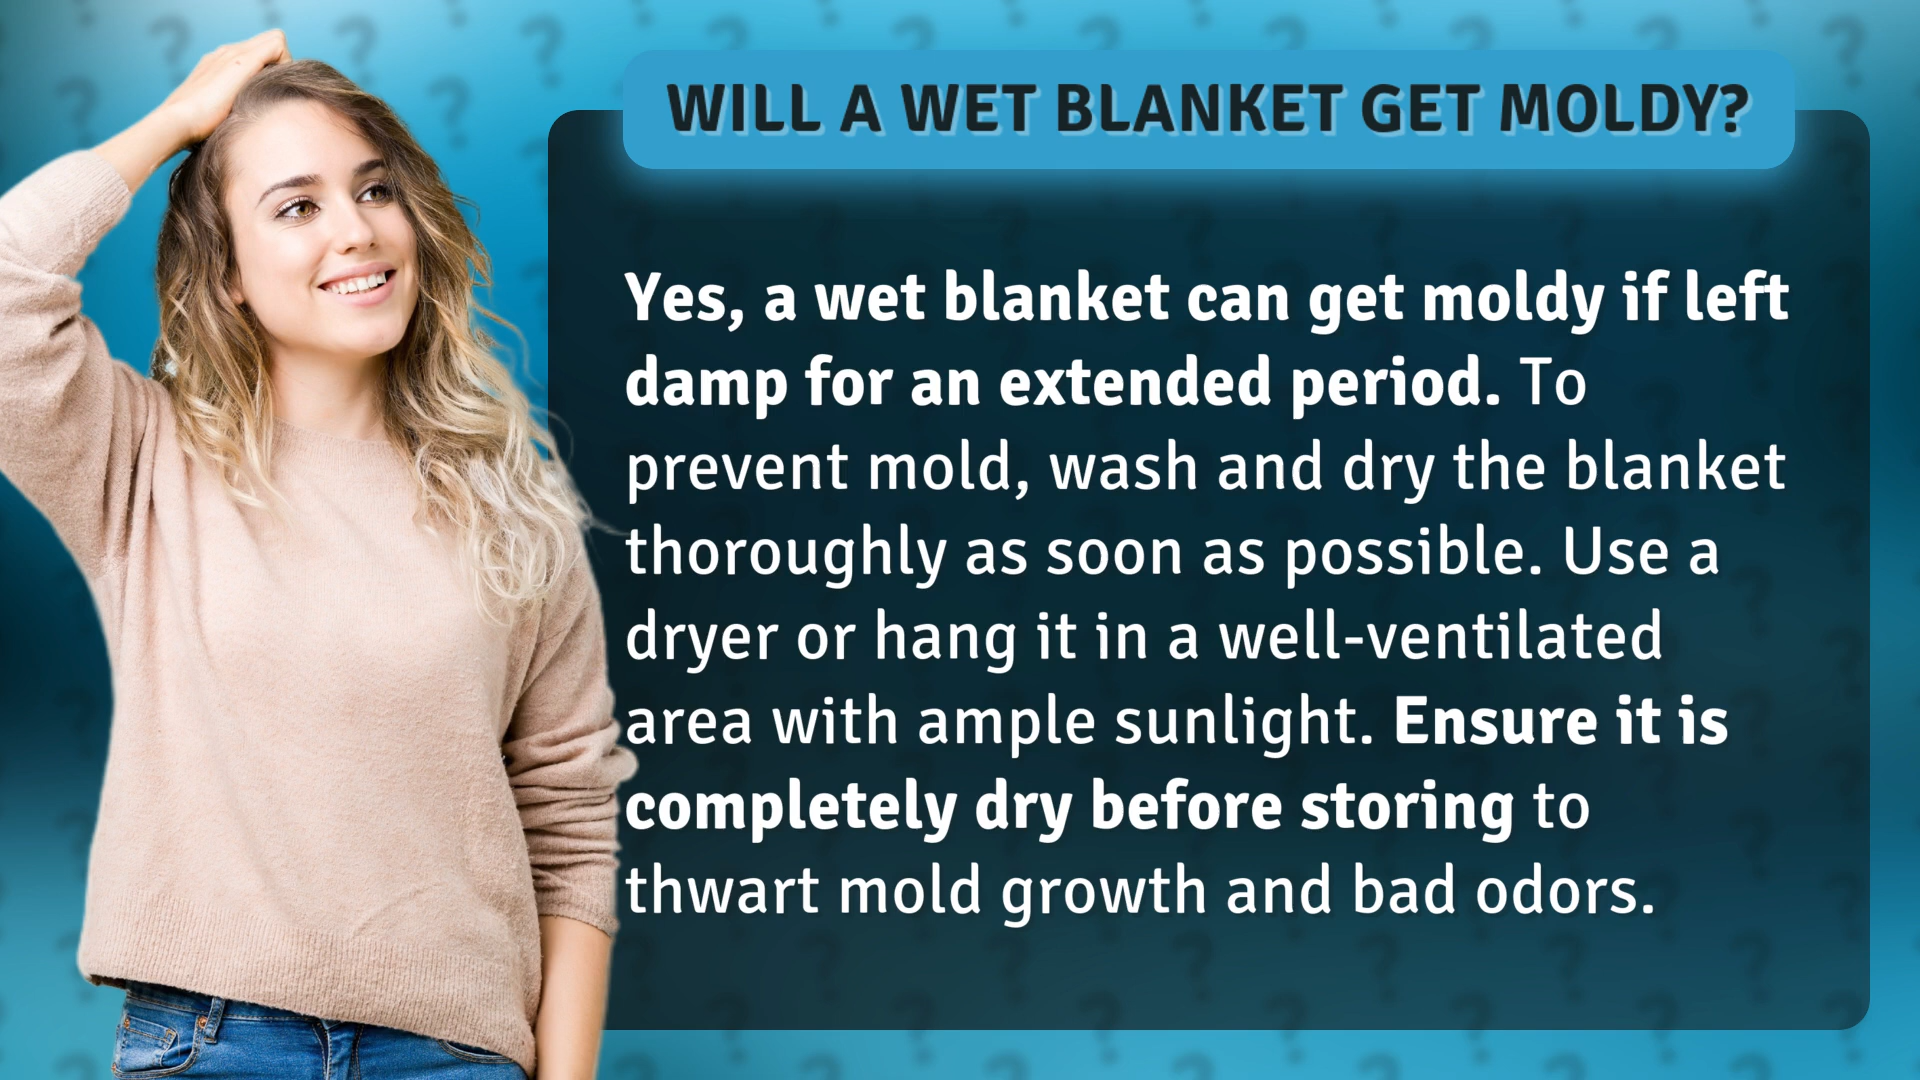 WILL A WET BLANKET GET MOLDY?
Yes, a wet blanket can get moldy if left
damp for an extended period. To
prevent mold, wash and dry the blanket
thoroughly as soon as possible. Use a
dryer or hang it in a well-ventilated
area with ample sunlight. Ensure it is
completely dry before storing to
thwart mold growth and bad odors.